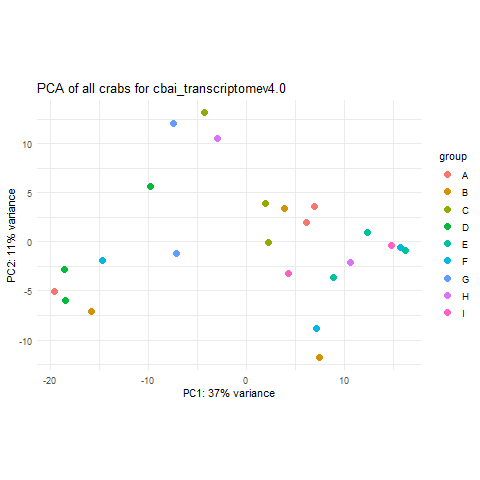 PCA of all crabs for cbai_transcriptomev4.0
PC2: 11% variance
10
5
0
-5
-10
-20
-10
0
10
PC1: 37% variance
group
A
B
C
D
E
F
G
H
I